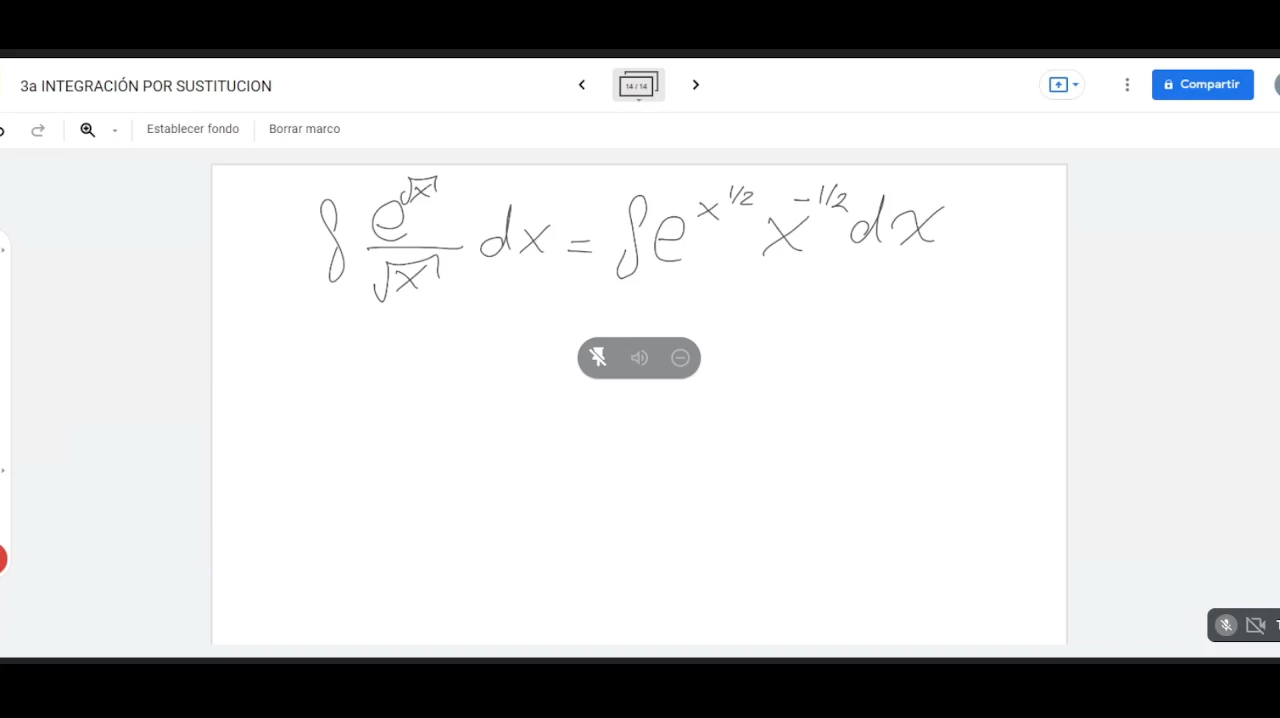 3a INTEGRACIÓN POR SUSTITUCION
14 / 14
Compartir
Establecer fondo
Borrar marco
∫ e^√x / √x dx = ∫ e^x^1/2 x^-1/2 dx